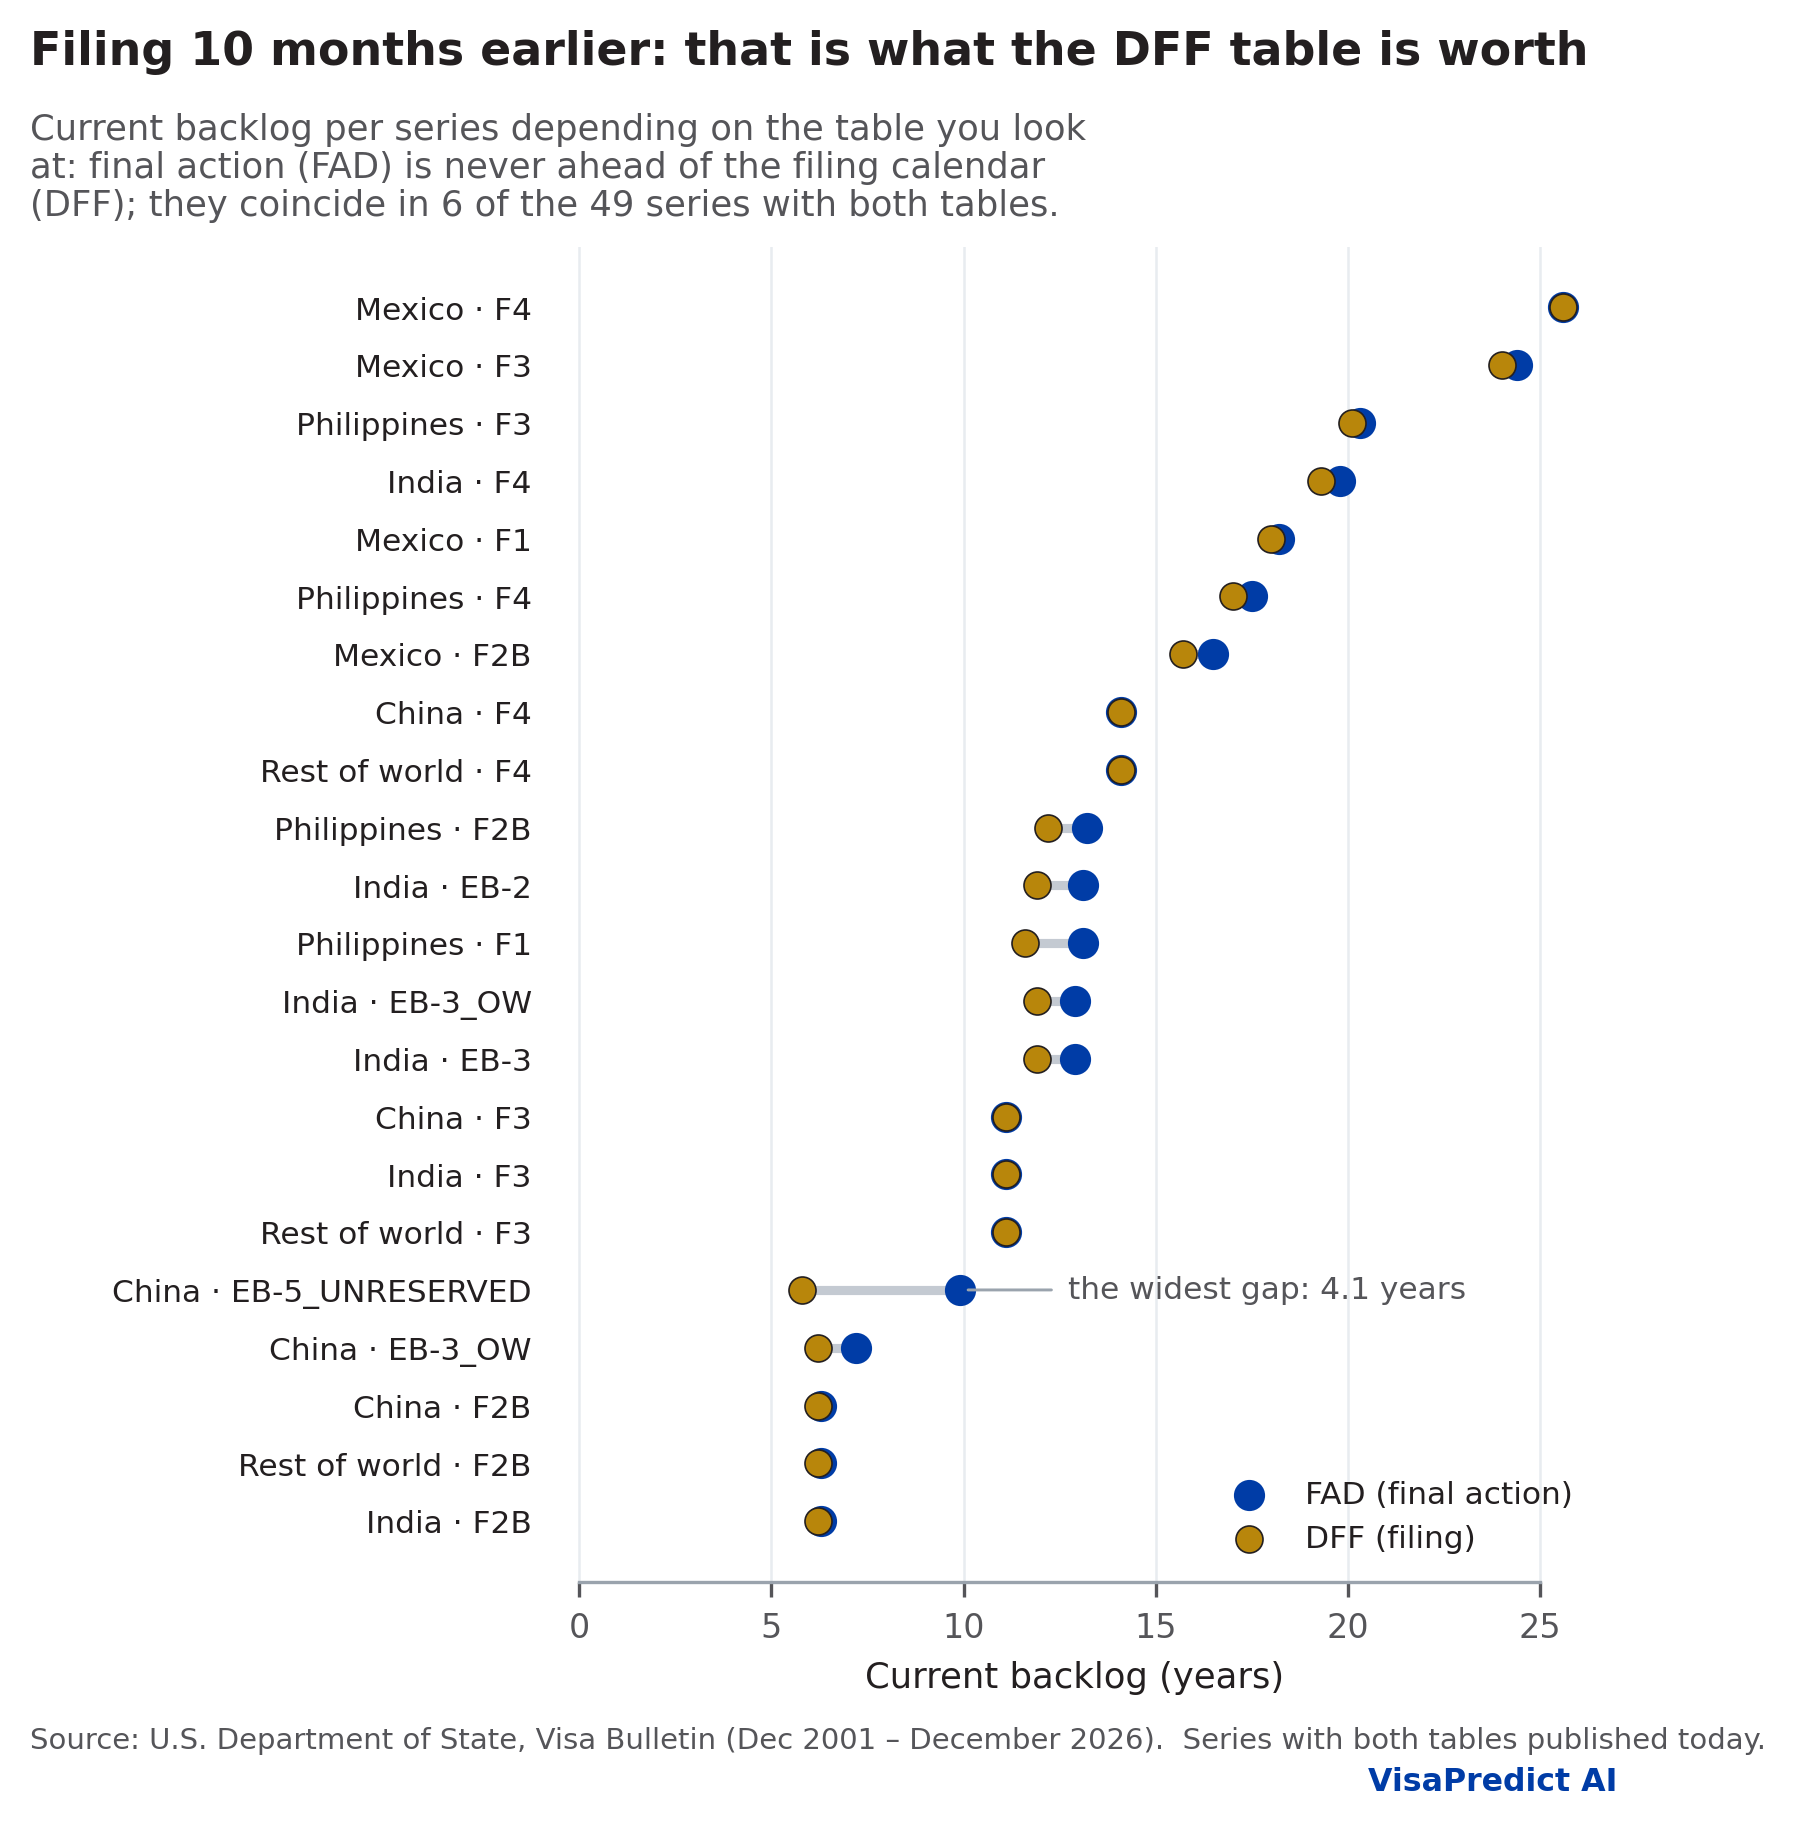 Filing 10 months earlier: that is what the DFF table is worth
Current backlog per series depending on the table you look
at: final action (FAD) is never ahead of the filing calendar
(DFF); they coincide in 6 of the 49 series with both tables.
Mexico · F4
Mexico · F3
Philippines · F3
India · F4
Mexico · F1
Philippines · F4
Mexico · F2B
China · F4
Rest of world · F4
Philippines · F2B
India · EB-2
Philippines · F1
India · EB-3_OW
India · EB-3
China · F3
India · F3
Rest of world · F3
China · EB-5_UNRESERVED
the widest gap: 4.1 years
China · EB-3_OW
China · F2B
Rest of world · F2B
India · F2B
FAD (final action)
DFF (filing)
0 5 10 15 20 25
Current backlog (years)
Source: U.S. Department of State, Visa Bulletin (Dec 2001 – December 2026). Series with both tables published today.
VisaPredict AI